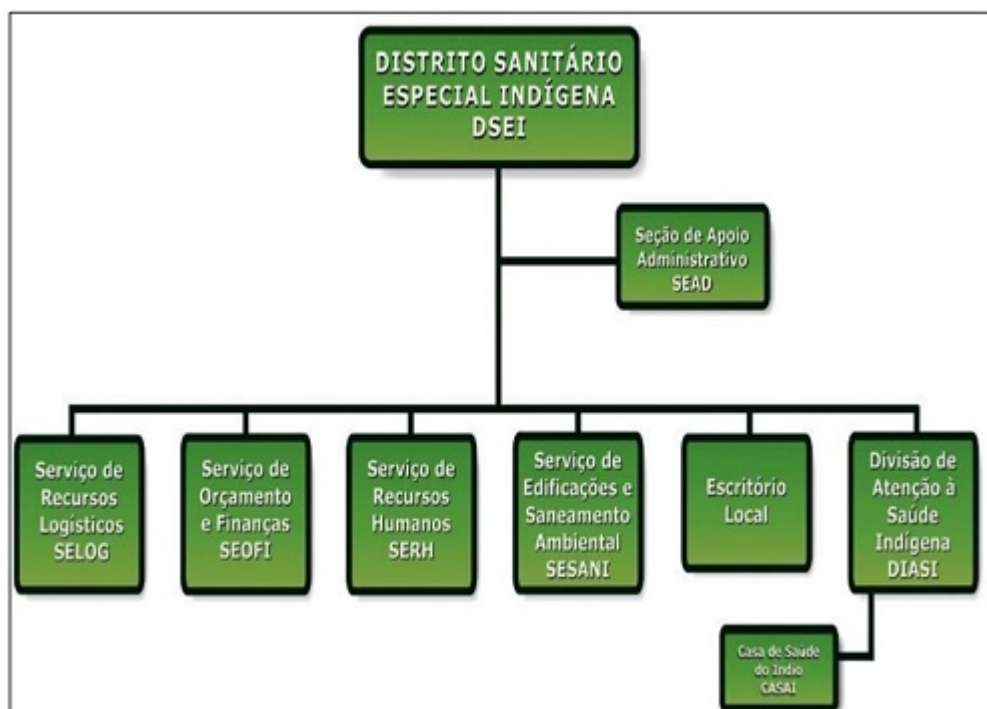 DISTRITO SANITÁRIO
ESPECIAL INDÍGENA
DSEI
Seção de Apoio
Administrativo
SEAD
Serviço de
Recursos
Logísticos
SELOG
Serviço de
Orçamento
e Finanças
SEOFI
Serviço de
Recursos
Humanos
SERH
Serviço de
Edificações e
Saneamento
Ambiental
SESANI
Escritório
Local
Divisão de
Atenção à
Saúde
Indígena
DIASI
Casa de Saúde
do Indio
CASAI